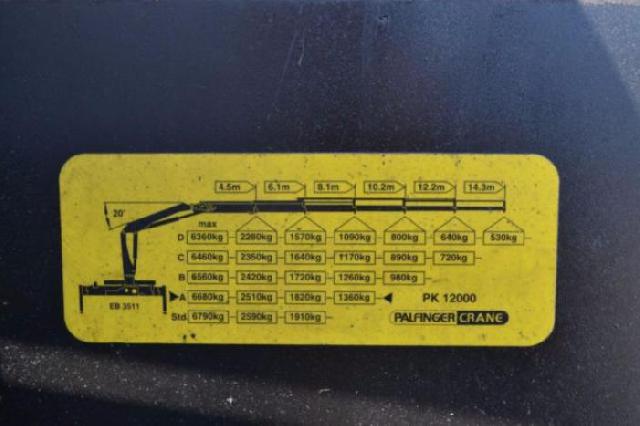 4.5m 6.1m 8.1m 10.2m 12.2m 14.3m
20°
max
D 6360kg 2280kg 1570kg 1090kg 800kg 640kg 530kg
C 6460kg 2350kg 1640kg 1170kg 890kg 720kg
B 6560kg 2420kg 1720kg 1260kg 980kg
A 6680kg 2510kg 1820kg 1360kg PK 12000
EB 3511
Std. 6790kg 2590kg 1910kg PALFINGER CRANE